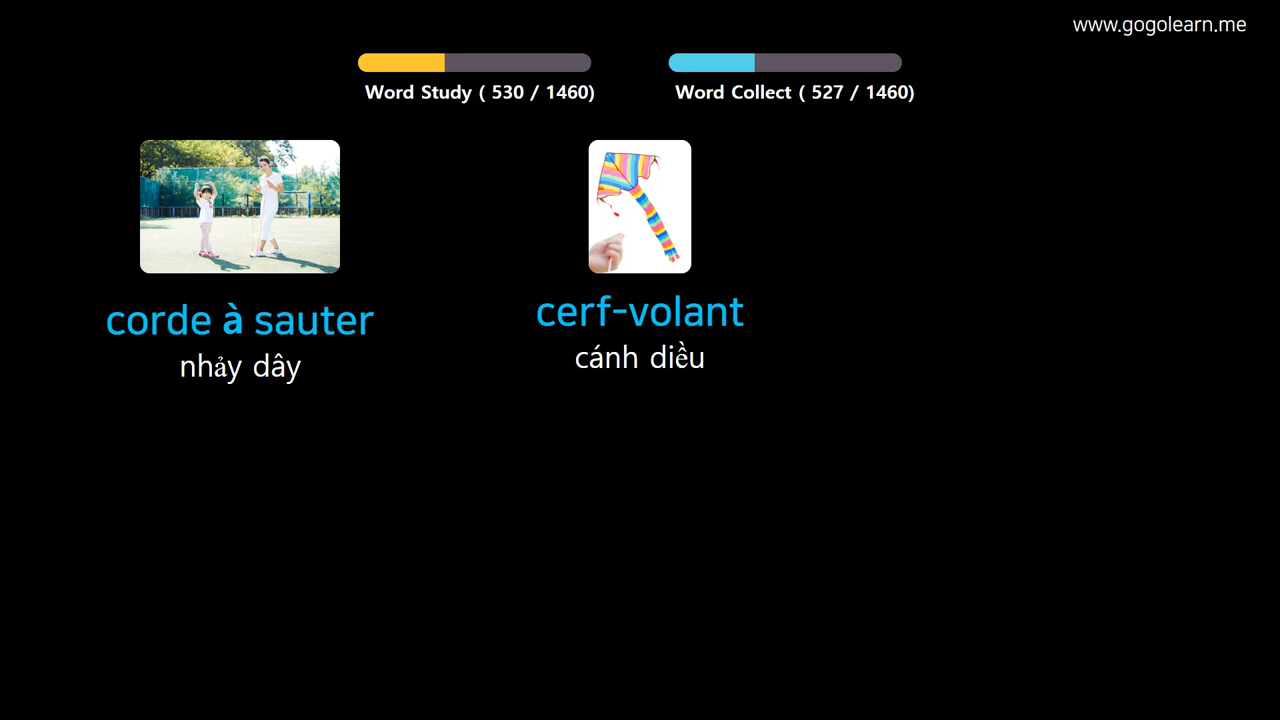 www.gogolearn.me
Word Study ( 530 / 1460)
Word Collect ( 527 / 1460)
corde à sauter
nhảy dây
cerf-volant
cánh diều